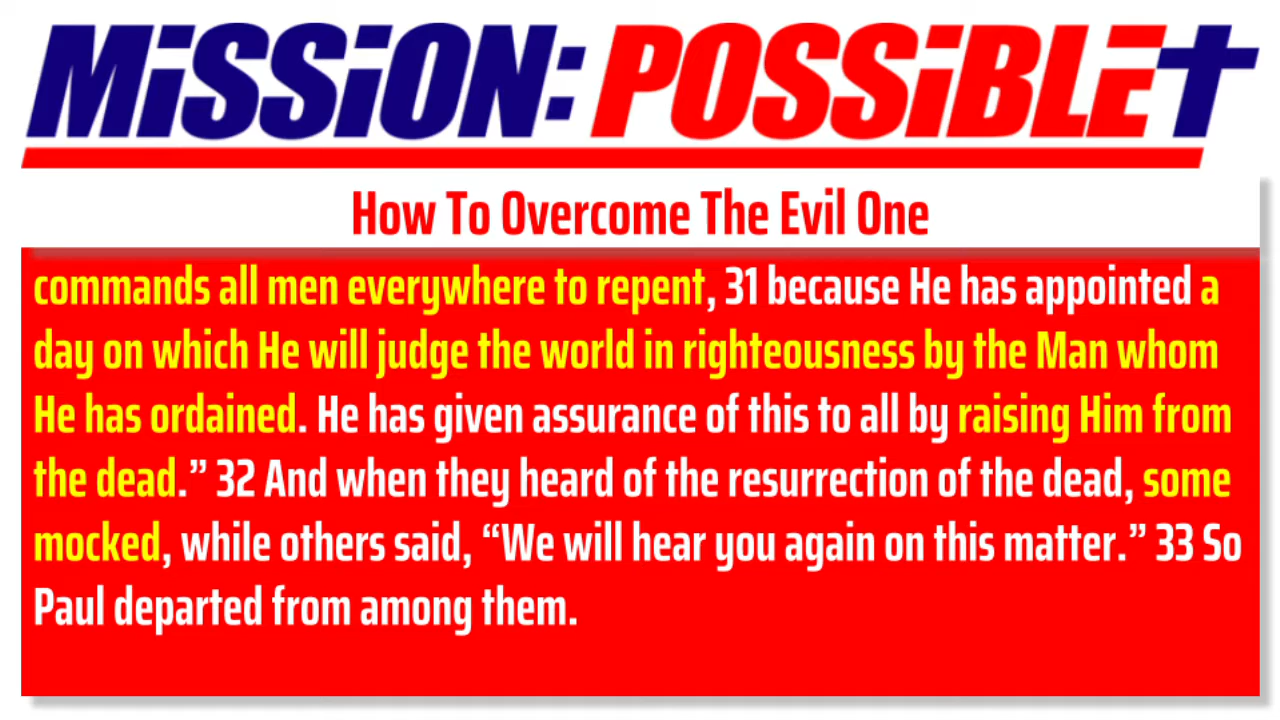 MiSSiON: POSSiBLE
How To Overcome The Evil One
commands all men everywhere to repent, 31 because He has appointed a
day on which He will judge the world in righteousness by the Man whom
He has ordained. He has given assurance of this to all by raising Him from
the dead.” 32 And when they heard of the resurrection of the dead, some
mocked, while others said, “We will hear you again on this matter.” 33 So
Paul departed from among them.